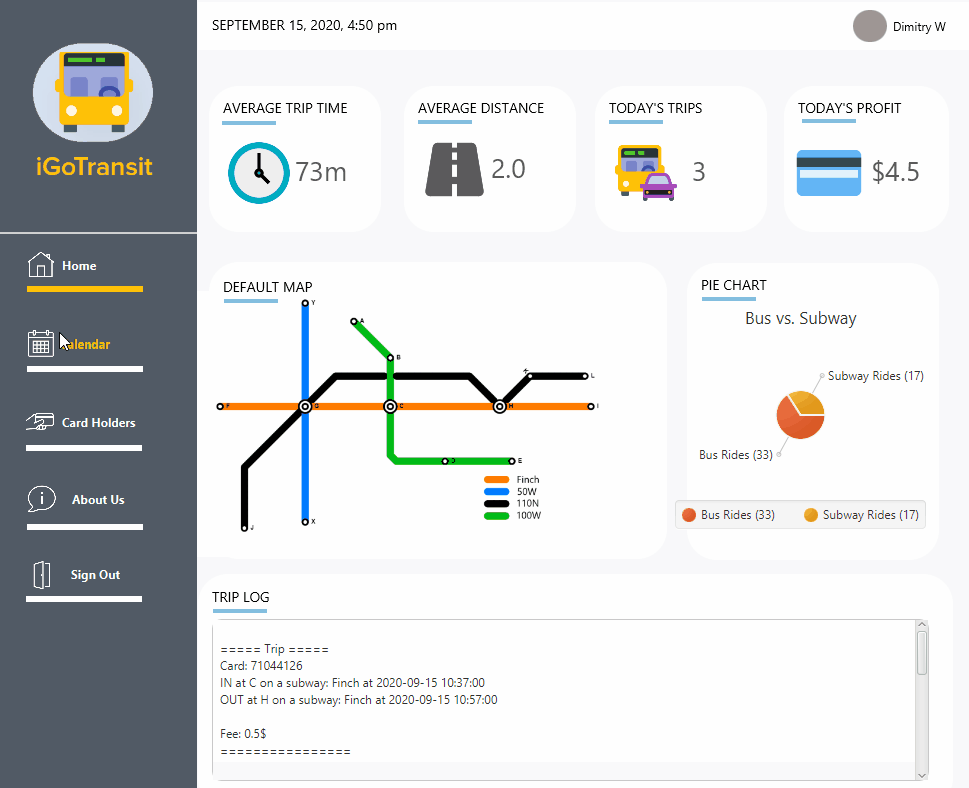 SEPTEMBER 15, 2020, 4:50 pm
Dimitry W
iGoTransit
Home
alendar
Card Holders
About Us
Sign Out
AVERAGE TRIP TIME
73m
AVERAGE DISTANCE
2.0
TODAY'S TRIPS
3
TODAY'S PROFIT
$4.5
DEFAULT MAP
Y
A
B
K
L
F
G
C
H
I
D
E
J
X
Finch
50W
110N
100W
PIE CHART
Bus vs. Subway
Subway Rides (17)
Bus Rides (33)
Bus Rides (33)
Subway Rides (17)
TRIP LOG
===== Trip =====
Card: 71044126
IN at C on a subway: Finch at 2020-09-15 10:37:00
OUT at H on a subway: Finch at 2020-09-15 10:57:00
Fee: 0.5$
================